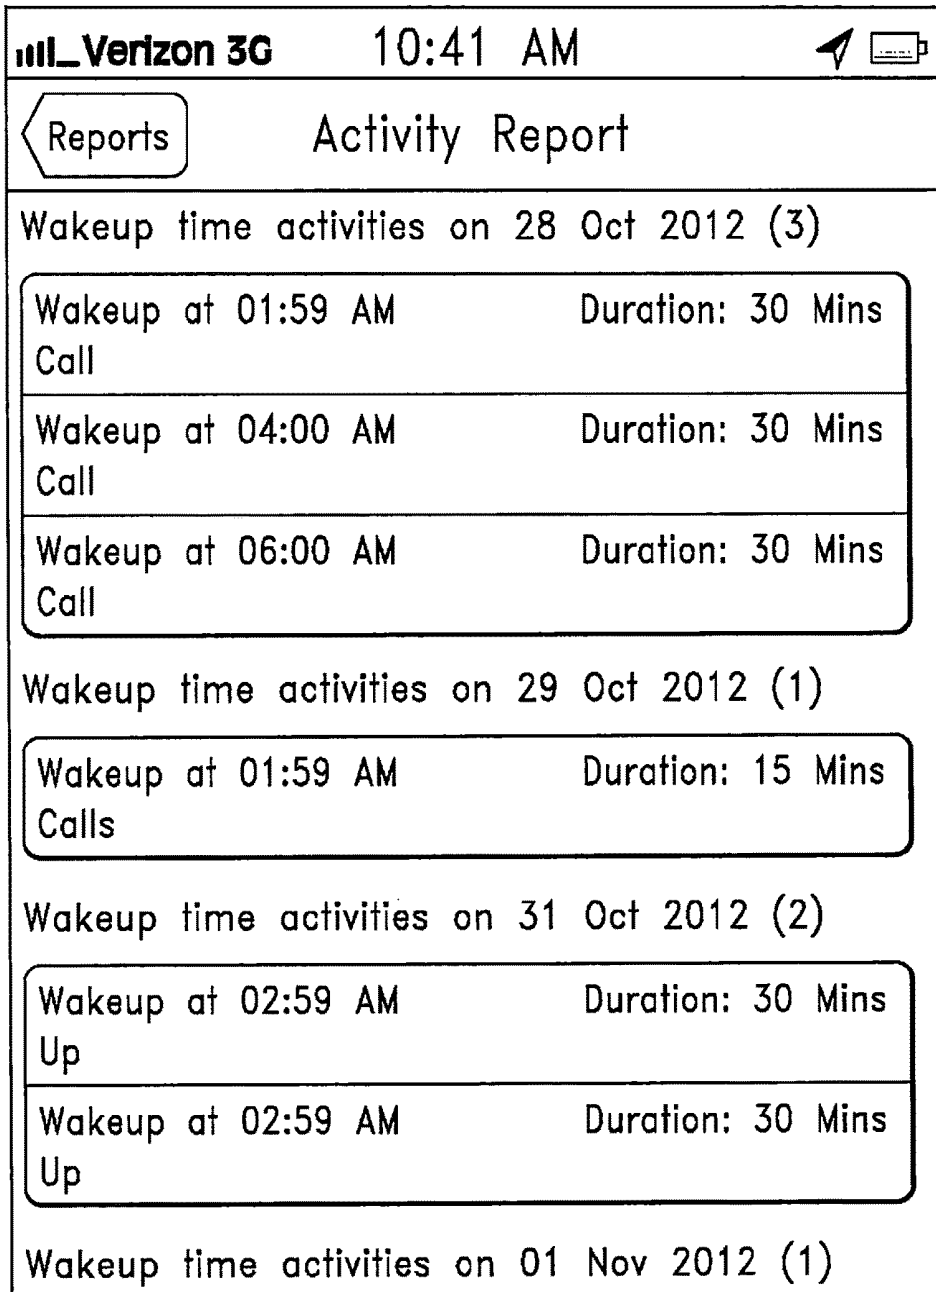 Verizon 3G 10:41 AM
Reports Activity Report
Wakeup time activities on 28 Oct 2012 (3)
Wakeup at 01:59 AM Duration: 30 Mins
Call
Wakeup at 04:00 AM Duration: 30 Mins
Call
Wakeup at 06:00 AM Duration: 30 Mins
Call
Wakeup time activities on 29 Oct 2012 (1)
Wakeup at 01:59 AM Duration: 15 Mins
Calls
Wakeup time activities on 31 Oct 2012 (2)
Wakeup at 02:59 AM Duration: 30 Mins
Up
Wakeup at 02:59 AM Duration: 30 Mins
Up
Wakeup time activities on 01 Nov 2012 (1)